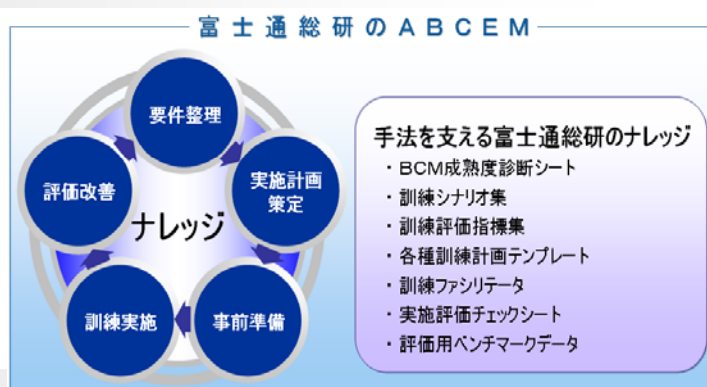 富士通総研のABCEM
要件整理
実施計画
策定
事前準備
訓練実施
評価改善
ナレッジ
手法を支える富士通総研のナレッジ
・BCM成熟度診断シート
・訓練シナリオ集
・訓練評価指標集
・各種訓練計画テンプレート
・訓練ファシリテータ
・実施評価チェックシート
・評価用ベンチマークデータ